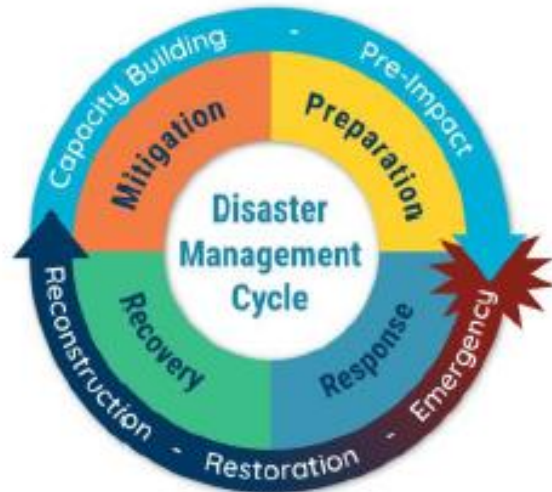 Capacity Building - Pre-Impact
Mitigation
Preparation
Disaster
Management
Cycle
Recovery
Response
Reconstruction - Restoration - Emergency